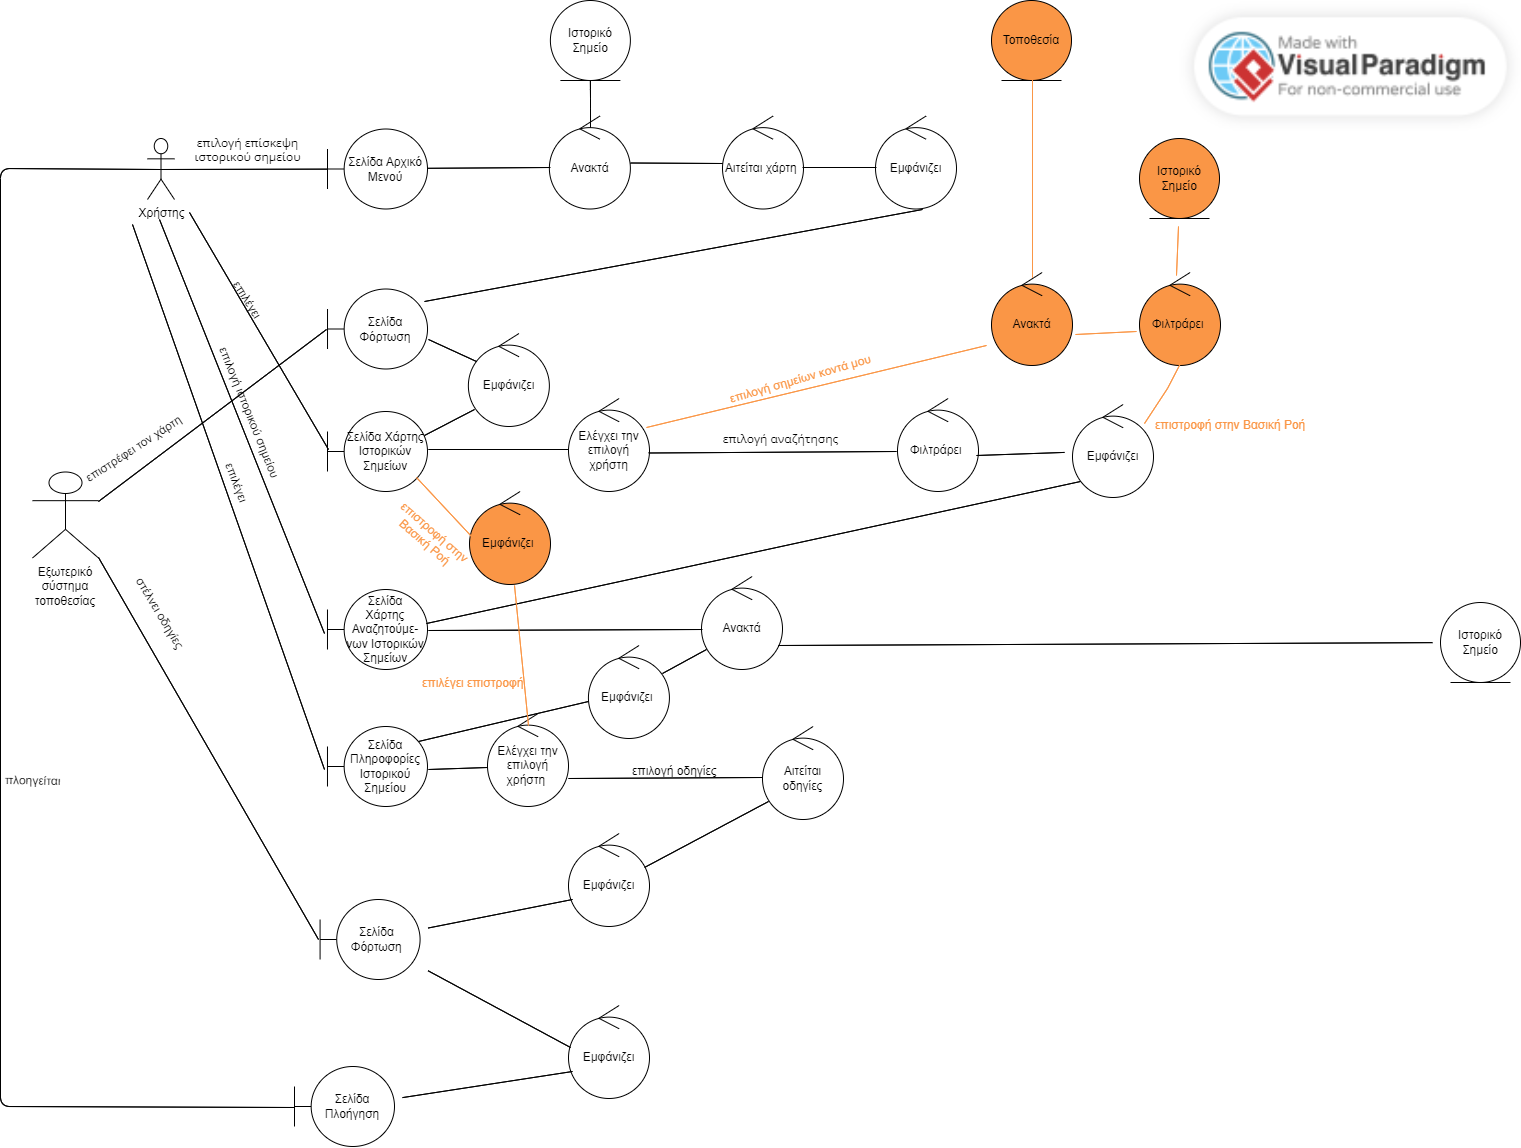 Ιστορικό
Σημείο
Τοποθεσία
Made with
Visual Paradigm
For non-commercial use
επιλογή επίσκεψη
ιστορικού σημείου
Σελίδα Αρχικό
Μενού
Ανακτά
Αιτείται χάρτη
Εμφάνιζει
Ιστορικό
Σημείο
Χρήστης
επιλέγει
Σελίδα
Φόρτωση
Ανακτά
Φιλτράρει
επιλογή ιστορικού σημείου
Εμφάνιζει
επιλογή σημείων κοντά μου
επιστρέφει τον χάρτη
Σελίδα Χάρτης
Ιστορικών
Σημείων
Ελέγχει την
επιλογή
χρήστη
επιλογή αναζήτησης
Φιλτράρει
Εμφάνιζει
επιστροφή στην Βασική Ροή
επιλέγει
επιστροφή στην
Βασική Ροή
Εμφάνιζει
Εξωτερικό
σύστημα
τοποθεσίας
στέλνει οδηγίες
Σελίδα
Χάρτης
Αναζητούμε-
νων Ιστορικών
Σημείων
Ανακτά
Ιστορικό
Σημείο
επιλέγει επιστροφή
Εμφάνιζει
Σελίδα
Πληροφορίες
Ιστορικού
Σημείου
Ελέγχει την
επιλογή
χρήστη
επιλογή οδηγίες
Αιτείται
οδηγίες
πλοηγείται
Εμφάνιζει
Σελίδα
Φόρτωση
Εμφάνιζει
Σελίδα
Πλοήγηση